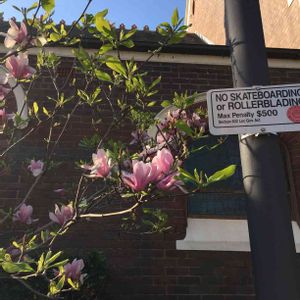 NO SKATEBOARDING
or ROLLERBLADING
Max Penalty $500